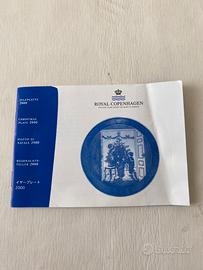 JULEPLATTE
2000
CHRISTMAS
PLATE 2000
PIATTO DI
NATALE 2000
WEIHNACHTS-
TELLER 2000
イヤープレート
2000
ROYAL COPENHAGEN
subito